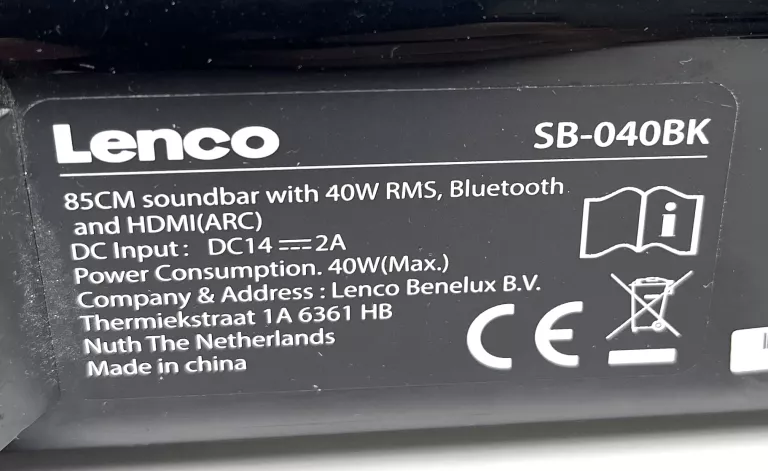 Lenco
SB-040BK
85CM soundbar with 40W RMS, Bluetooth
and HDMI(ARC)
DC Input : DC14 ⎓ 2A
Power Consumption. 40W(Max.)
Company & Address : Lenco Benelux B.V.
Thermiekstraat 1A 6361 HB
Nuth The Netherlands
Made in china
CE